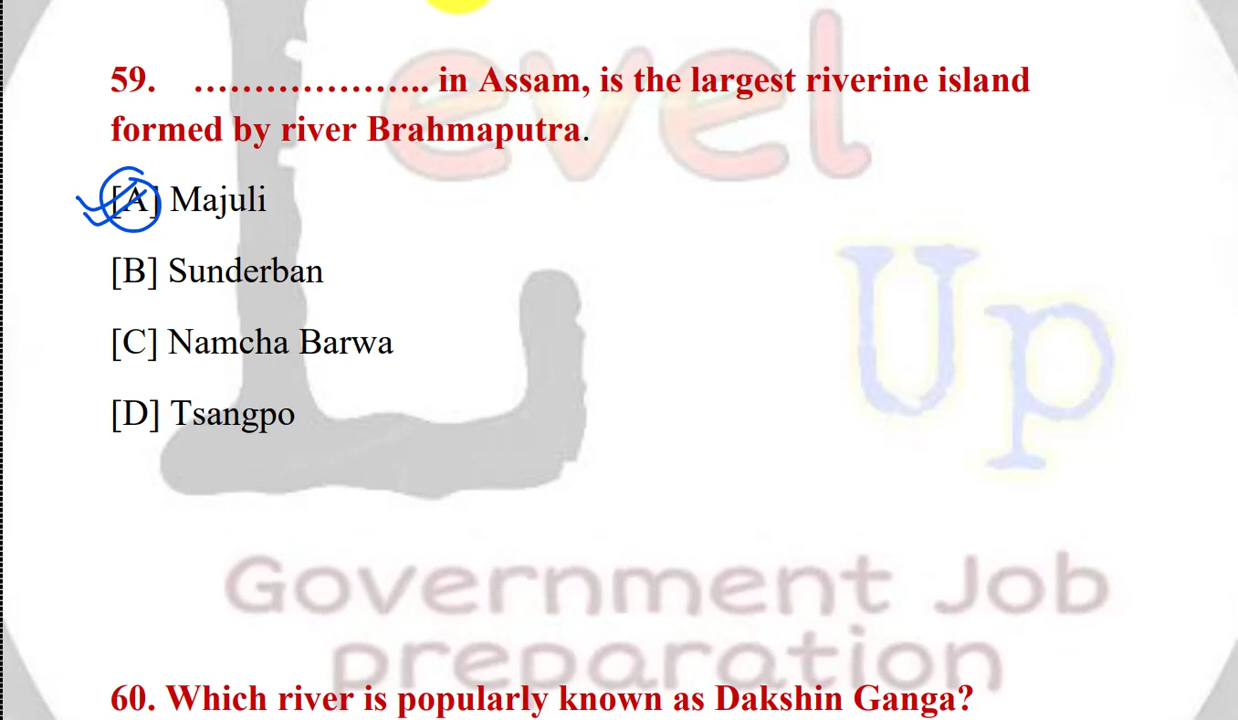 evel
59. ……………….. in Assam, is the largest riverine island
formed by river Brahmaputra.
[A] Majuli
[B] Sunderban
[C] Namcha Barwa
[D] Tsangpo
Up
Government Job
preparation
60. Which river is popularly known as Dakshin Ganga?